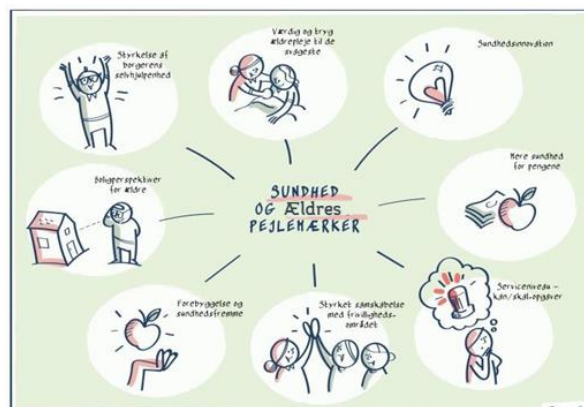 Styrkelse af
borgerens
selvhjulpenhed
Værdig og tryg
ældrepleje til de
svageste
Sundhedsinnovation
Boligperspektiver
for ældre
SUNDHED
OG Ældres
PEJLEMÆRKER
Mere sundhed
for pengene
Forebyggelse og
sundhedsfremme
Styrket samskabelse
med frivilligheds-
området
Serviceniveau -
kan/skal-opgaver